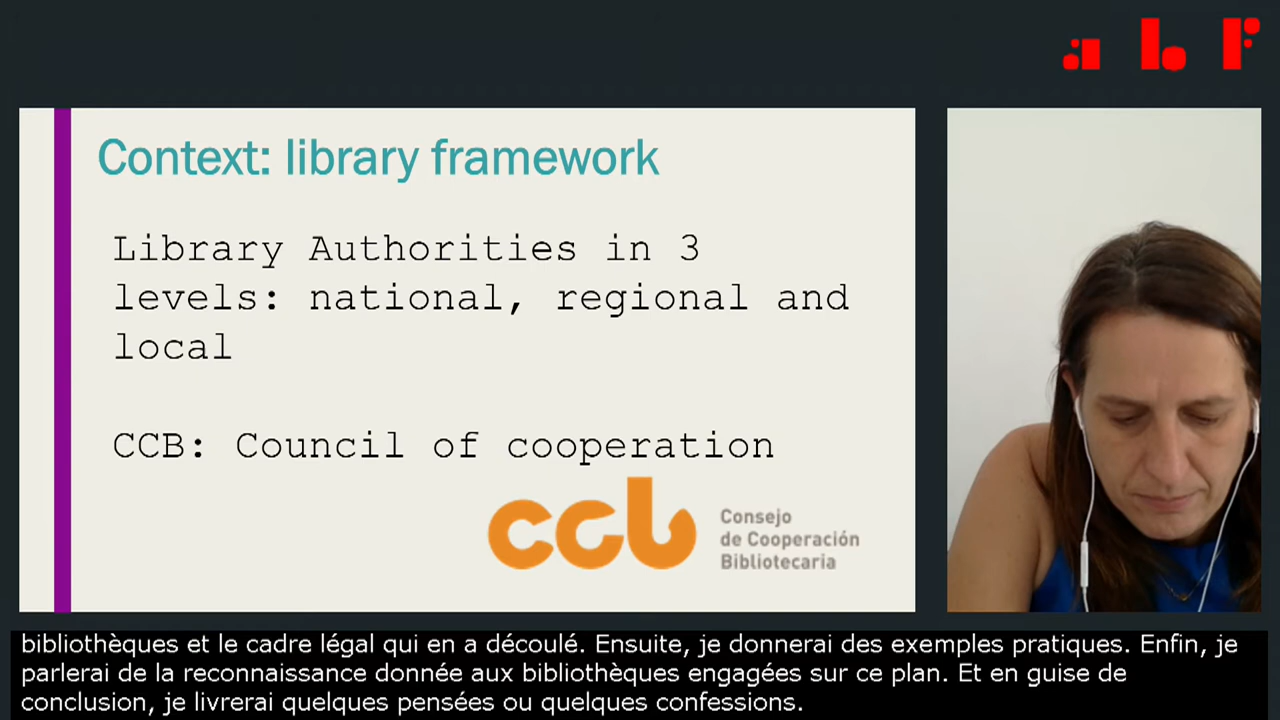 abf
Context: library framework
Library Authorities in 3
levels: national, regional and
local
CCB: Council of cooperation
ccb
Consejo
de Cooperación
Bibliotecaria
bibliothèques et le cadre légal qui en a découlé. Ensuite, je donnerai des exemples pratiques. Enfin, je
parlerai de la reconnaissance donnée aux bibliothèques engagées sur ce plan. Et en guise de
conclusion, je livrerai quelques pensées ou quelques confessions.